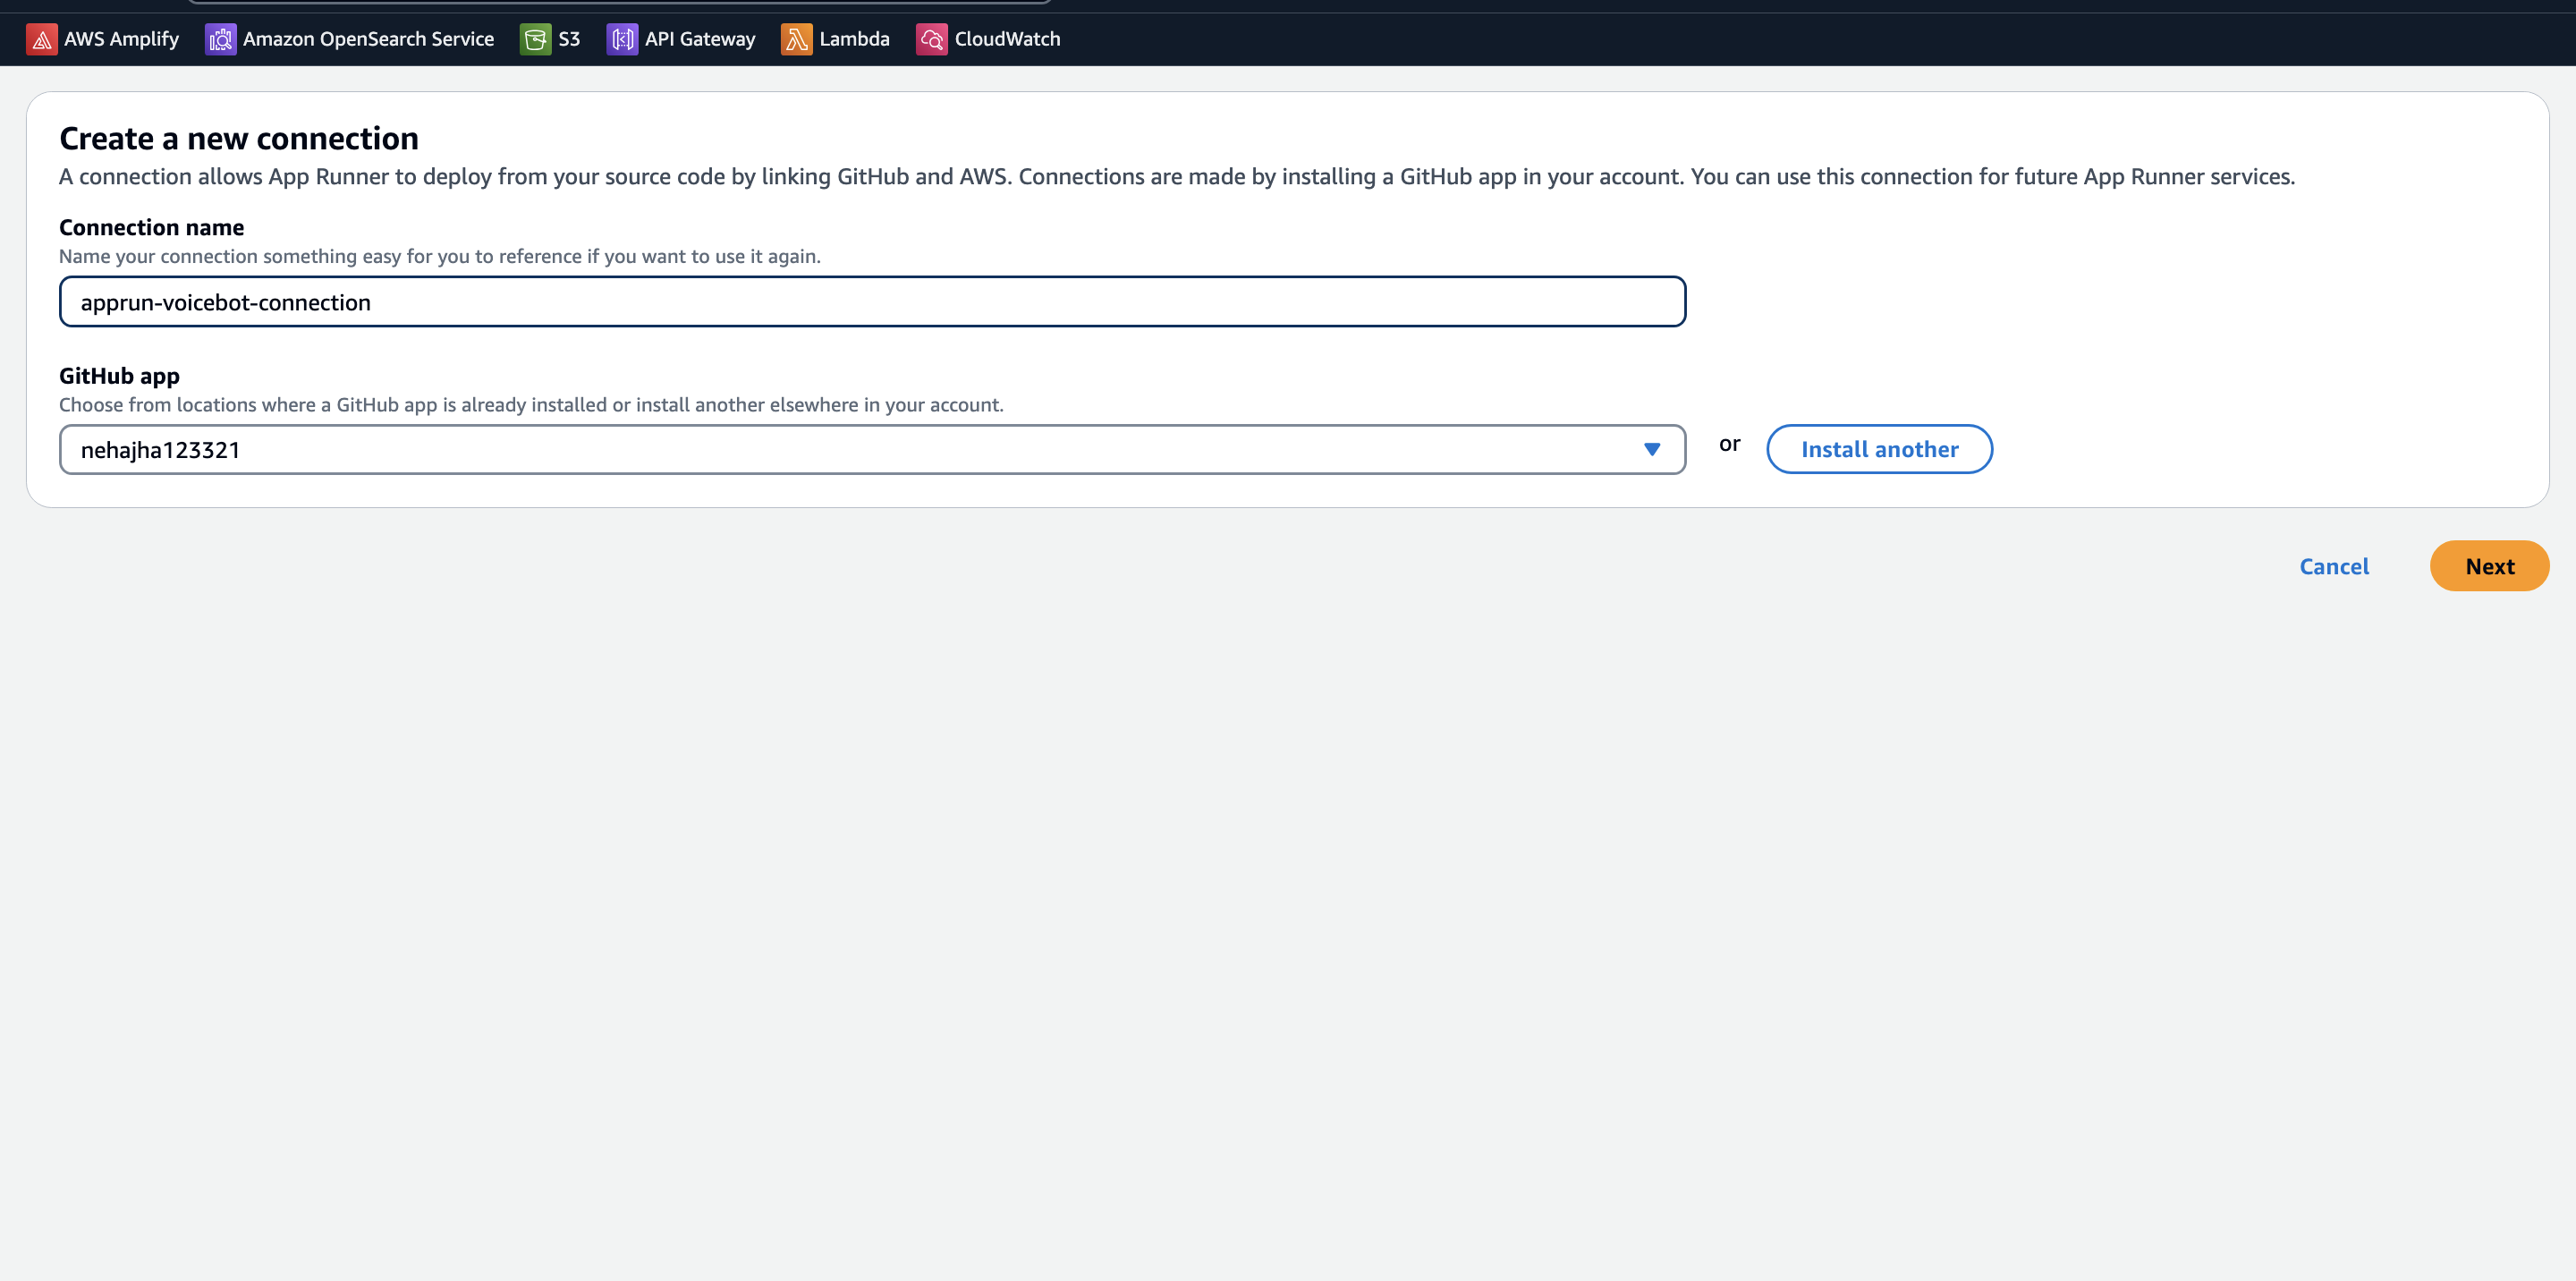 AWS Amplify Amazon OpenSearch Service S3 API Gateway Lambda CloudWatch
Create a new connection
A connection allows App Runner to deploy from your source code by linking GitHub and AWS. Connections are made by installing a GitHub app in your account. You can use this connection for future App Runner services.
Connection name
Name your connection something easy for you to reference if you want to use it again.
apprun-voicebot-connection
GitHub app
Choose from locations where a GitHub app is already installed or install another elsewhere in your account.
nehajha123321 or Install another
Cancel Next